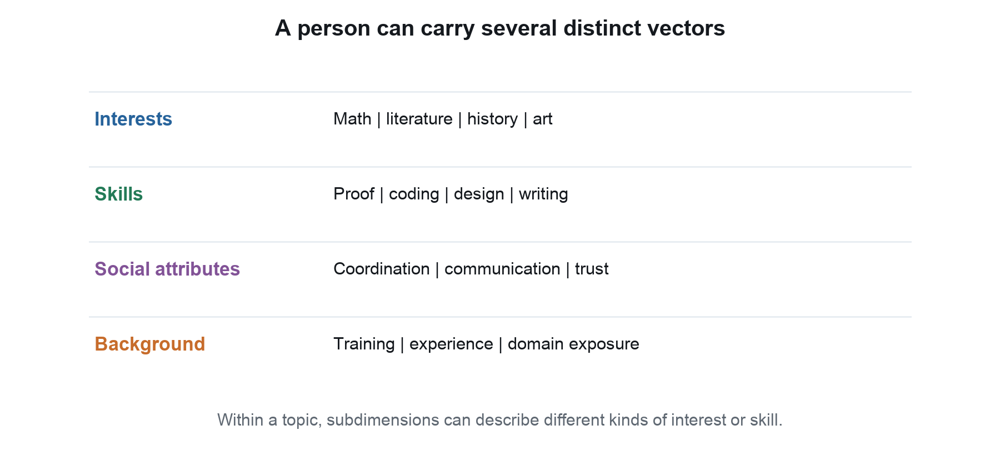 A person can carry several distinct vectors
Interests
Math | literature | history | art
Skills
Proof | coding | design | writing
Social attributes
Coordination | communication | trust
Background
Training | experience | domain exposure
Within a topic, subdimensions can describe different kinds of interest or skill.